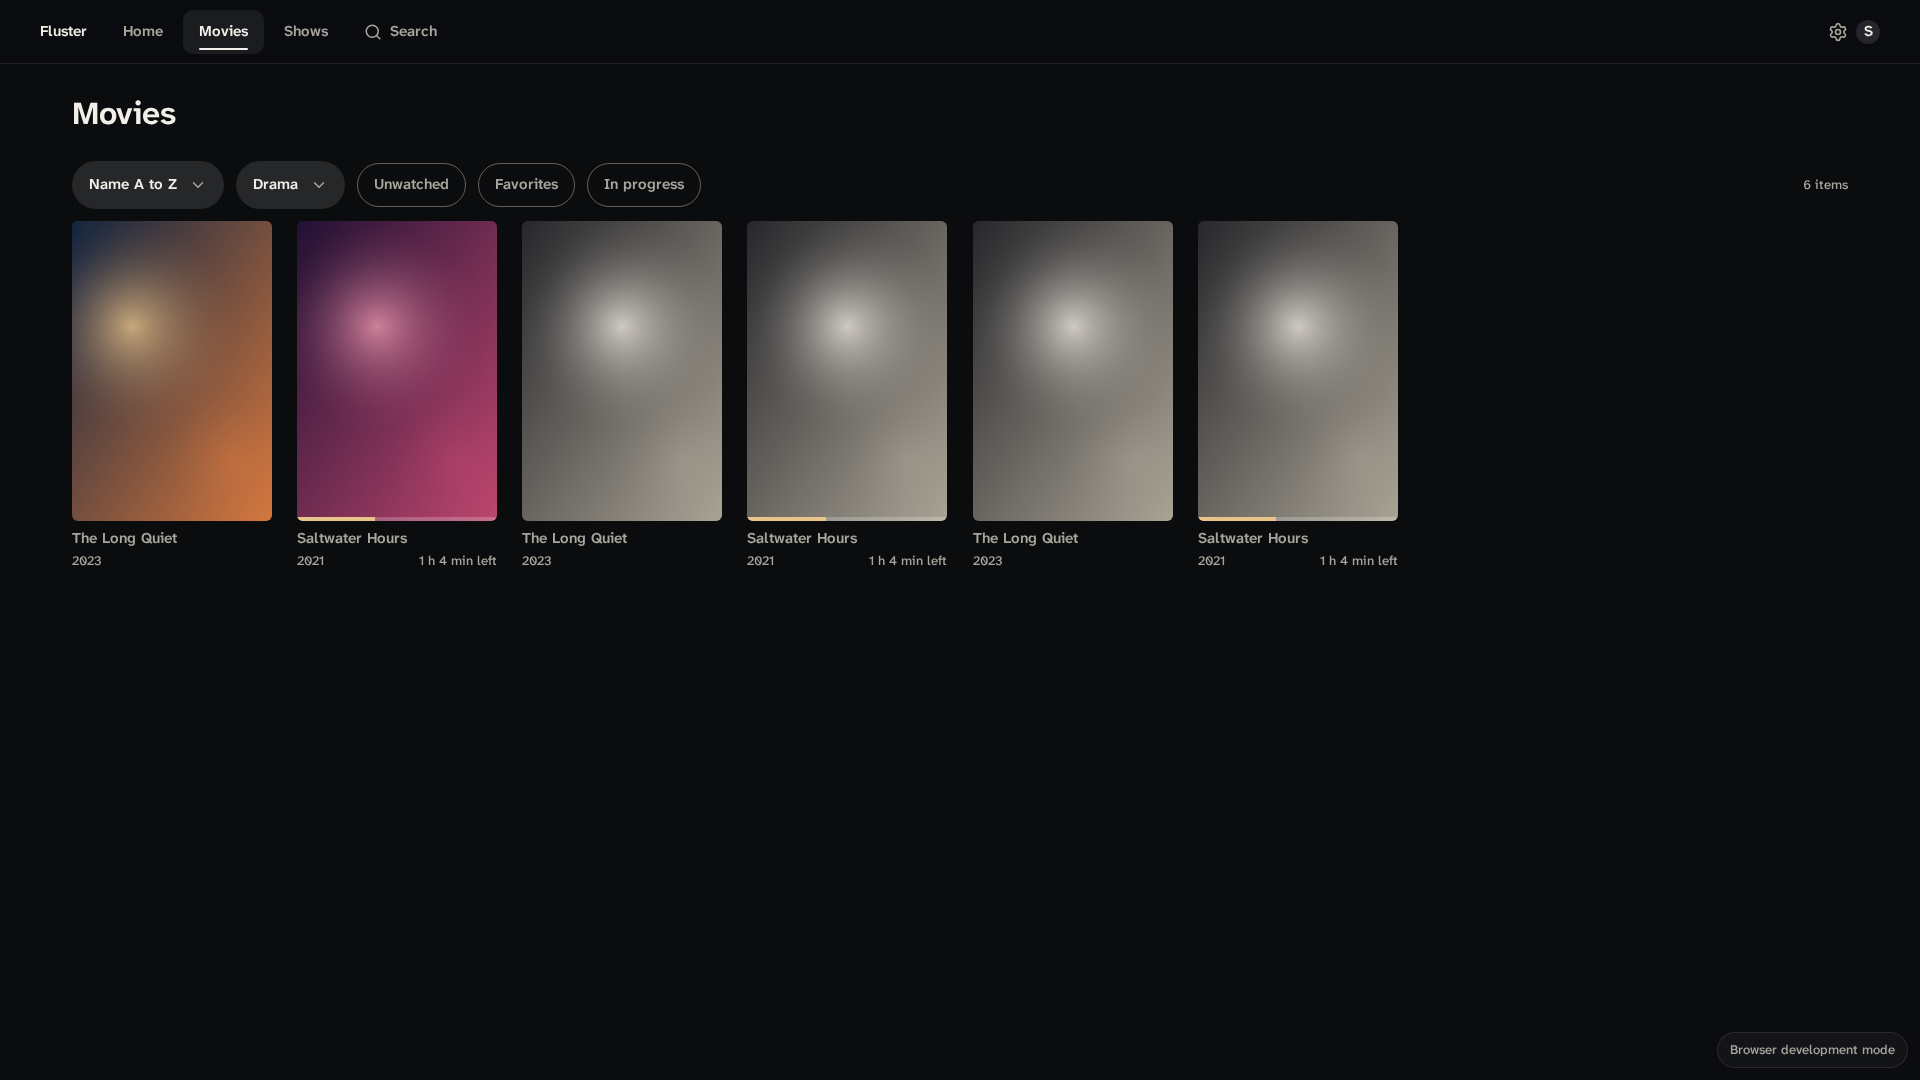 Fluster Home Movies Shows Search S
Movies
Name A to Z Drama Unwatched Favorites In progress 6 items
The Long Quiet Saltwater Hours The Long Quiet Saltwater Hours The Long Quiet Saltwater Hours
2023 2021 1 h 4 min left 2023 2021 1 h 4 min left 2023 2021 1 h 4 min left
Browser development mode